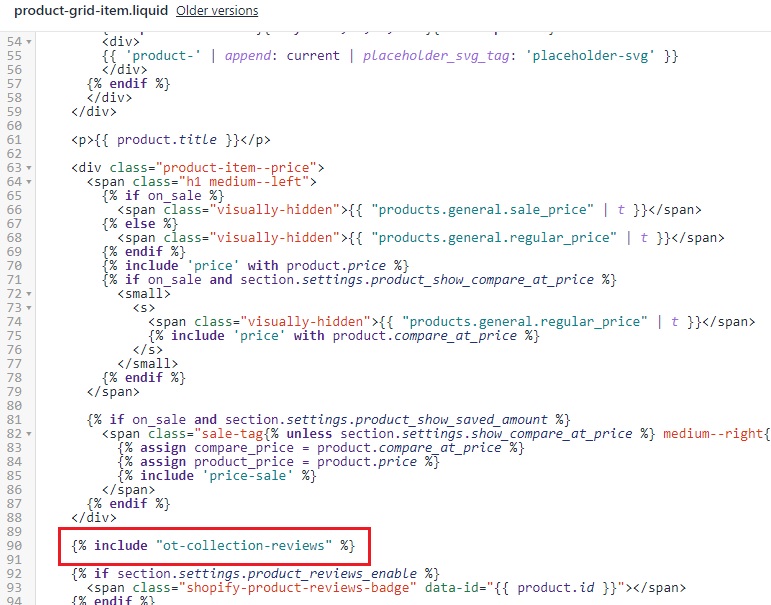 product-grid-item.liquid Older versions
54 <div>
55 {{ 'product-' | append: current | placeholder_svg_tag: 'placeholder-svg' }}
56 </div>
57 {% endif %}
58 </div>
59 </div>
60
61 <p>{{ product.title }}</p>
62
63 <div class="product-item--price">
64 <span class="h1 medium--left">
65 {% if on_sale %}
66 <span class="visually-hidden">{{ "products.general.sale_price" | t }}</span>
67 {% else %}
68 <span class="visually-hidden">{{ "products.general.regular_price" | t }}</span>
69 {% endif %}
70 {% include 'price' with product.price %}
71 {% if on_sale and section.settings.product_show_compare_at_price %}
72 <small>
73 <s>
74 <span class="visually-hidden">{{ "products.general.regular_price" | t }}</span>
75 {% include 'price' with product.compare_at_price %}
76 </s>
77 </small>
78 {% endif %}
79 </span>
80
81 {% if on_sale and section.settings.product_show_saved_amount %}
82 <span class="sale-tag{% unless section.settings.show_compare_at_price %} medium--right{
83 {% assign compare_price = product.compare_at_price %}
84 {% assign product_price = product.price %}
85 {% include 'price-sale' %}
86 </span>
87 {% endif %}
88 </div>
89
90 {% include "ot-collection-reviews" %}
91
92 {% if section.settings.product_reviews_enable %}
93 <span class="shopify-product-reviews-badge" data-id="{{ product.id }}"></span>
94 {% endif %}